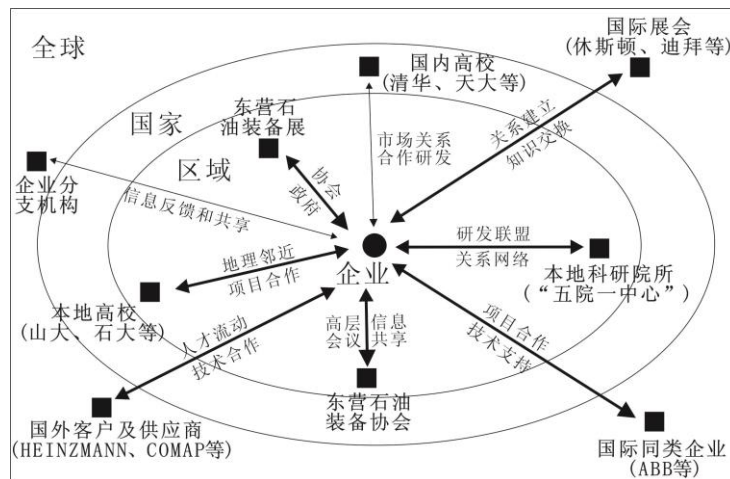 全球
国家
区域
国际展会
(休斯顿、迪拜等)
国内高校
(清华、天大等)
东营石
油装备展
企业分
支机构
市场关系
合作研发
关系建立
知识交换
协会
政府
信息反馈和共享
企业
研发联盟
关系网络
本地科研院所
(“五院一中心”)
地理邻近
项目合作
本地高校
(山大、石大等)
人才流动
技术合作
高层
会议
信息
共享
项目合作
技术支持
东营石油
装备协会
国外客户及供应商
(HEINZMANN、COMAP等)
国际同类企业
(ABB等)